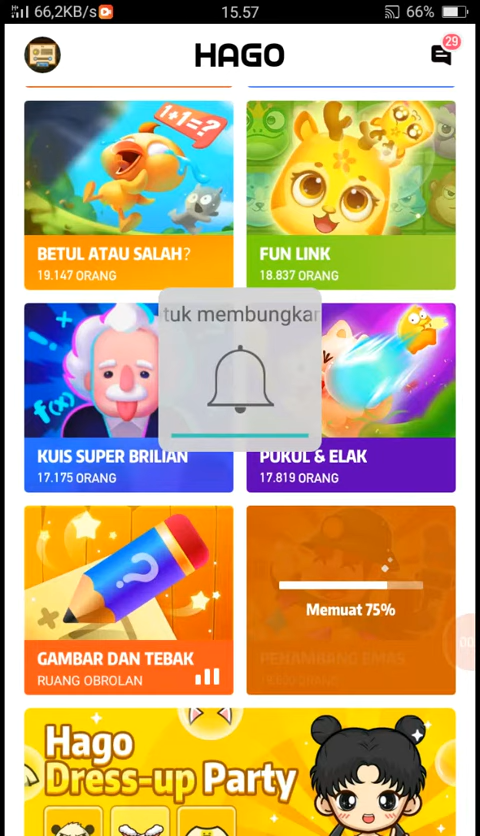 66,2KB/s
15.57
66%
HAGO
29
1+1=?
BETUL ATAU SALAH?
19.147 ORANG
FUN LINK
18.837 ORANG
tuk membungkar
f(x)
KUIS SUPER BRILIAN
17.175 ORANG
PUKUL & ELAK
17.819 ORANG
?
Memuat 75%
GAMBAR DAN TEBAK
RUANG OBROLAN
PENAMBANG EMAS
Hago
Dress-up Party